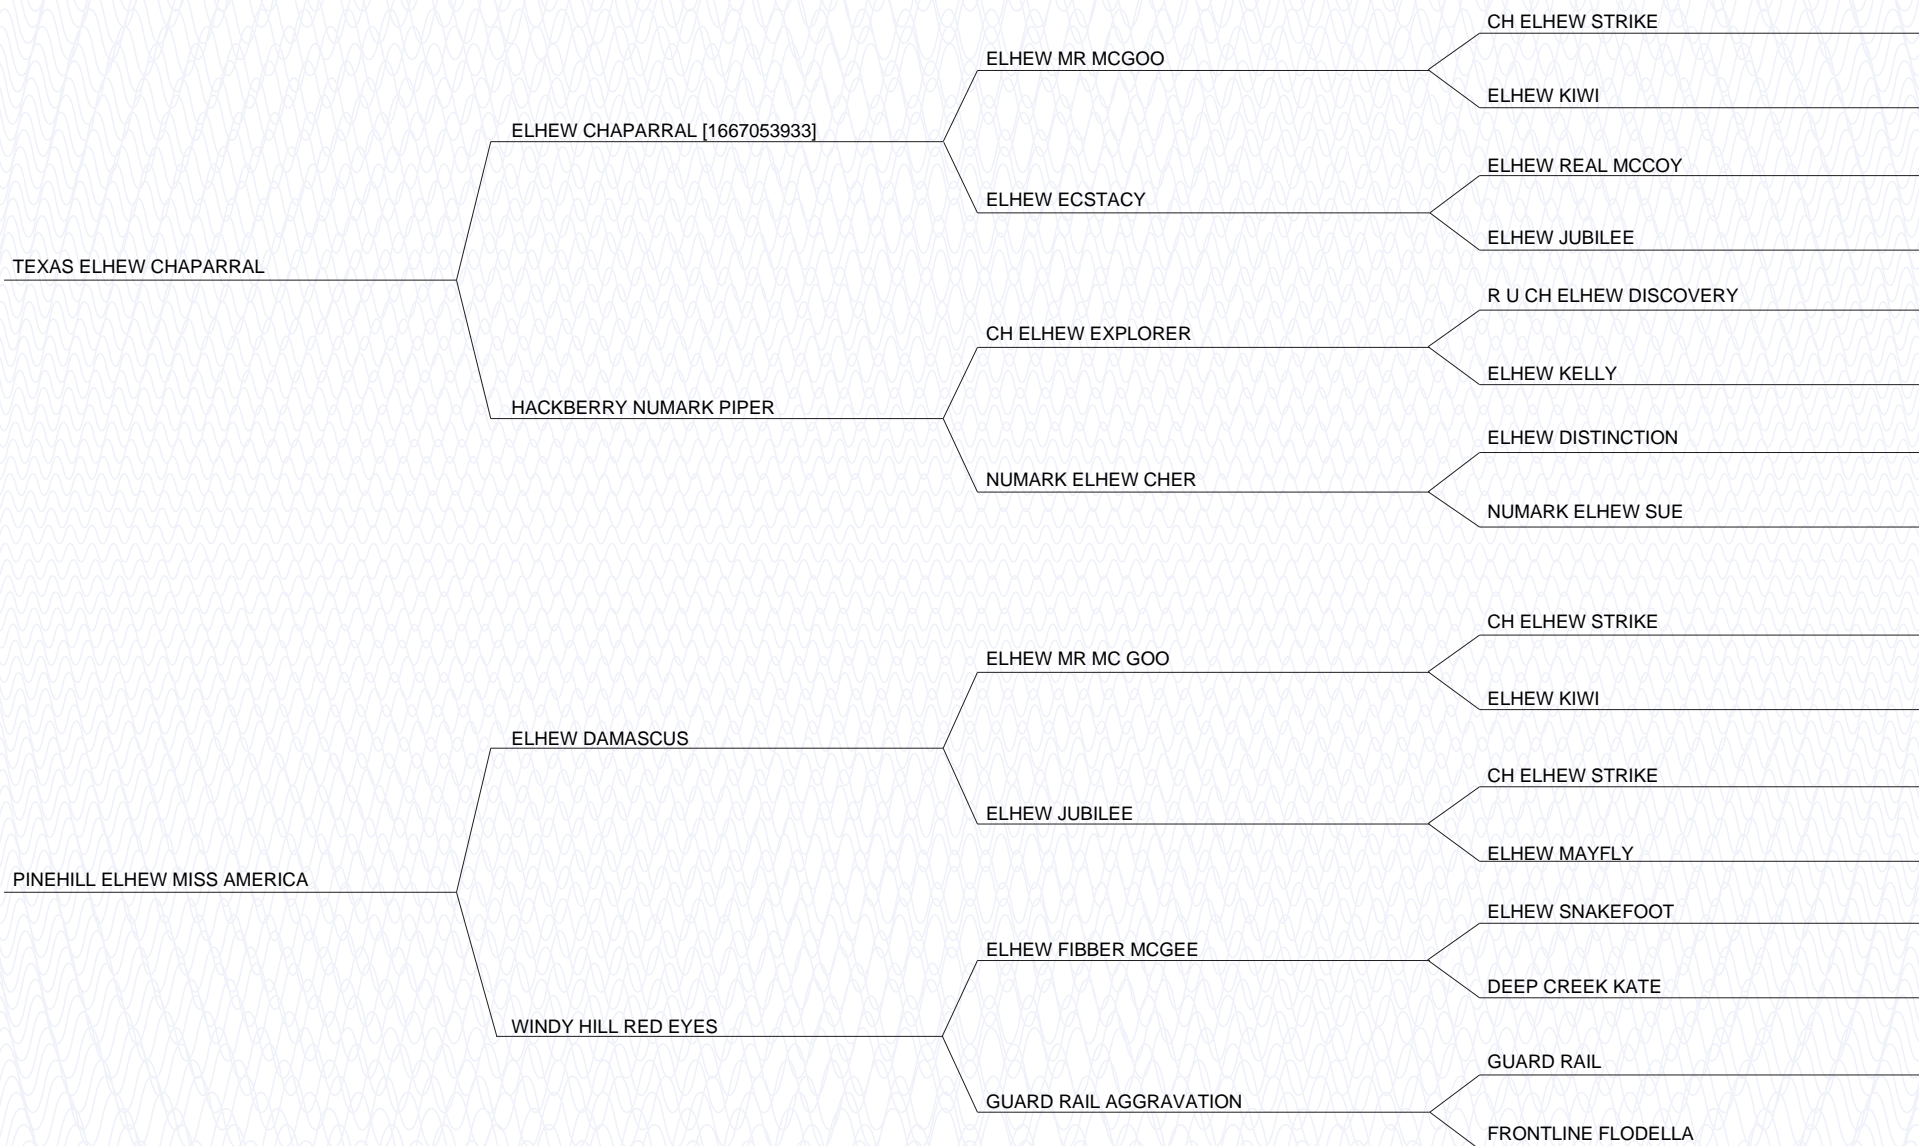 CH ELHEW STRIKE
ELHEW MR MCGOO
ELHEW KIWI
ELHEW CHAPARRAL [1667053933]
ELHEW REAL MCCOY
ELHEW ECSTACY
ELHEW JUBILEE
TEXAS ELHEW CHAPARRAL
R U CH ELHEW DISCOVERY
CH ELHEW EXPLORER
ELHEW KELLY
HACKBERRY NUMARK PIPER
ELHEW DISTINCTION
NUMARK ELHEW CHER
NUMARK ELHEW SUE
CH ELHEW STRIKE
ELHEW MR MC GOO
ELHEW KIWI
ELHEW DAMASCUS
CH ELHEW STRIKE
ELHEW JUBILEE
ELHEW MAYFLY
PINEHILL ELHEW MISS AMERICA
ELHEW SNAKEFOOT
ELHEW FIBBER MCGEE
DEEP CREEK KATE
WINDY HILL RED EYES
GUARD RAIL
GUARD RAIL AGGRAVATION
FRONTLINE FLODELLA